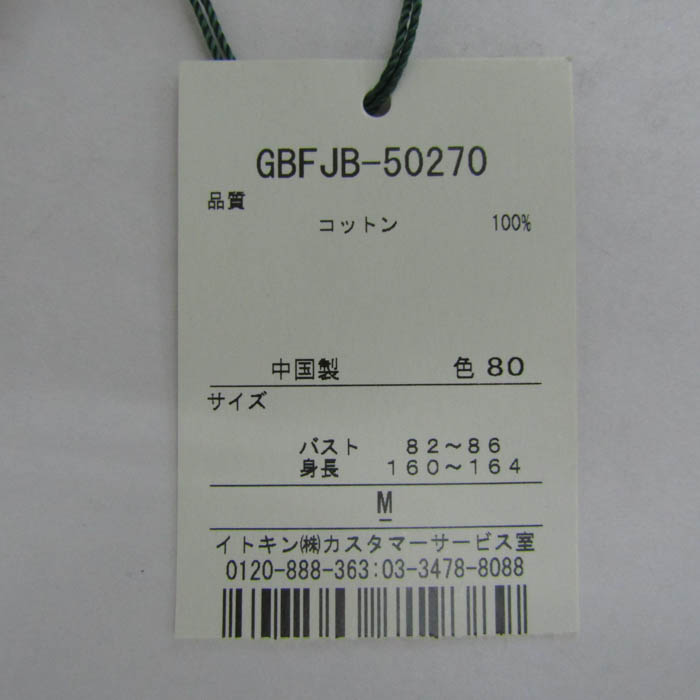 GBFJB-50270
品質
コットン 100%
中国製 色80
サイズ
バスト 82～86
身長 160～164
M
イトキン㈱カスタマーサービス室
0120-888-363:03-3478-8088